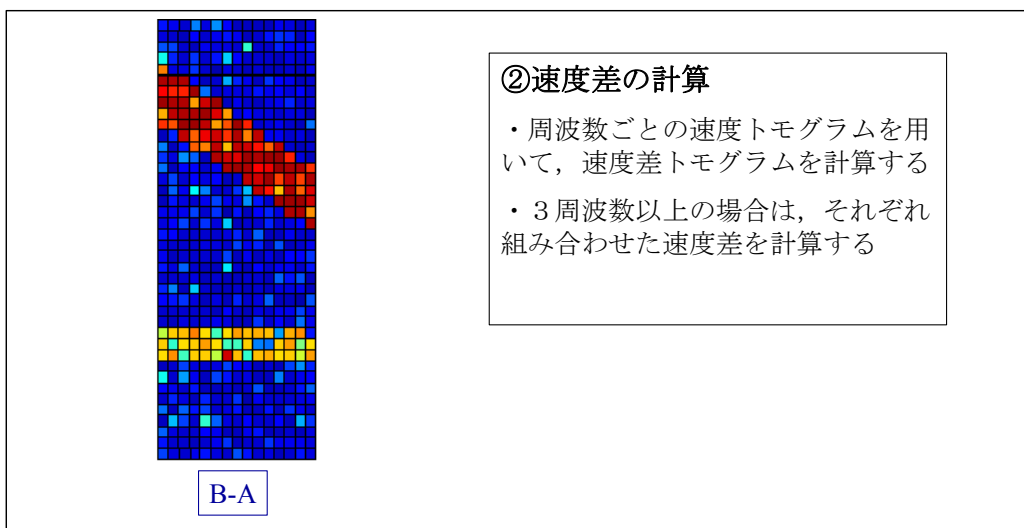 ②速度差の計算
・周波数ごとの速度トモグラムを用
いて，速度差トモグラムを計算する
・３周波数以上の場合は，それぞれ
組み合わせた速度差を計算する
B-A